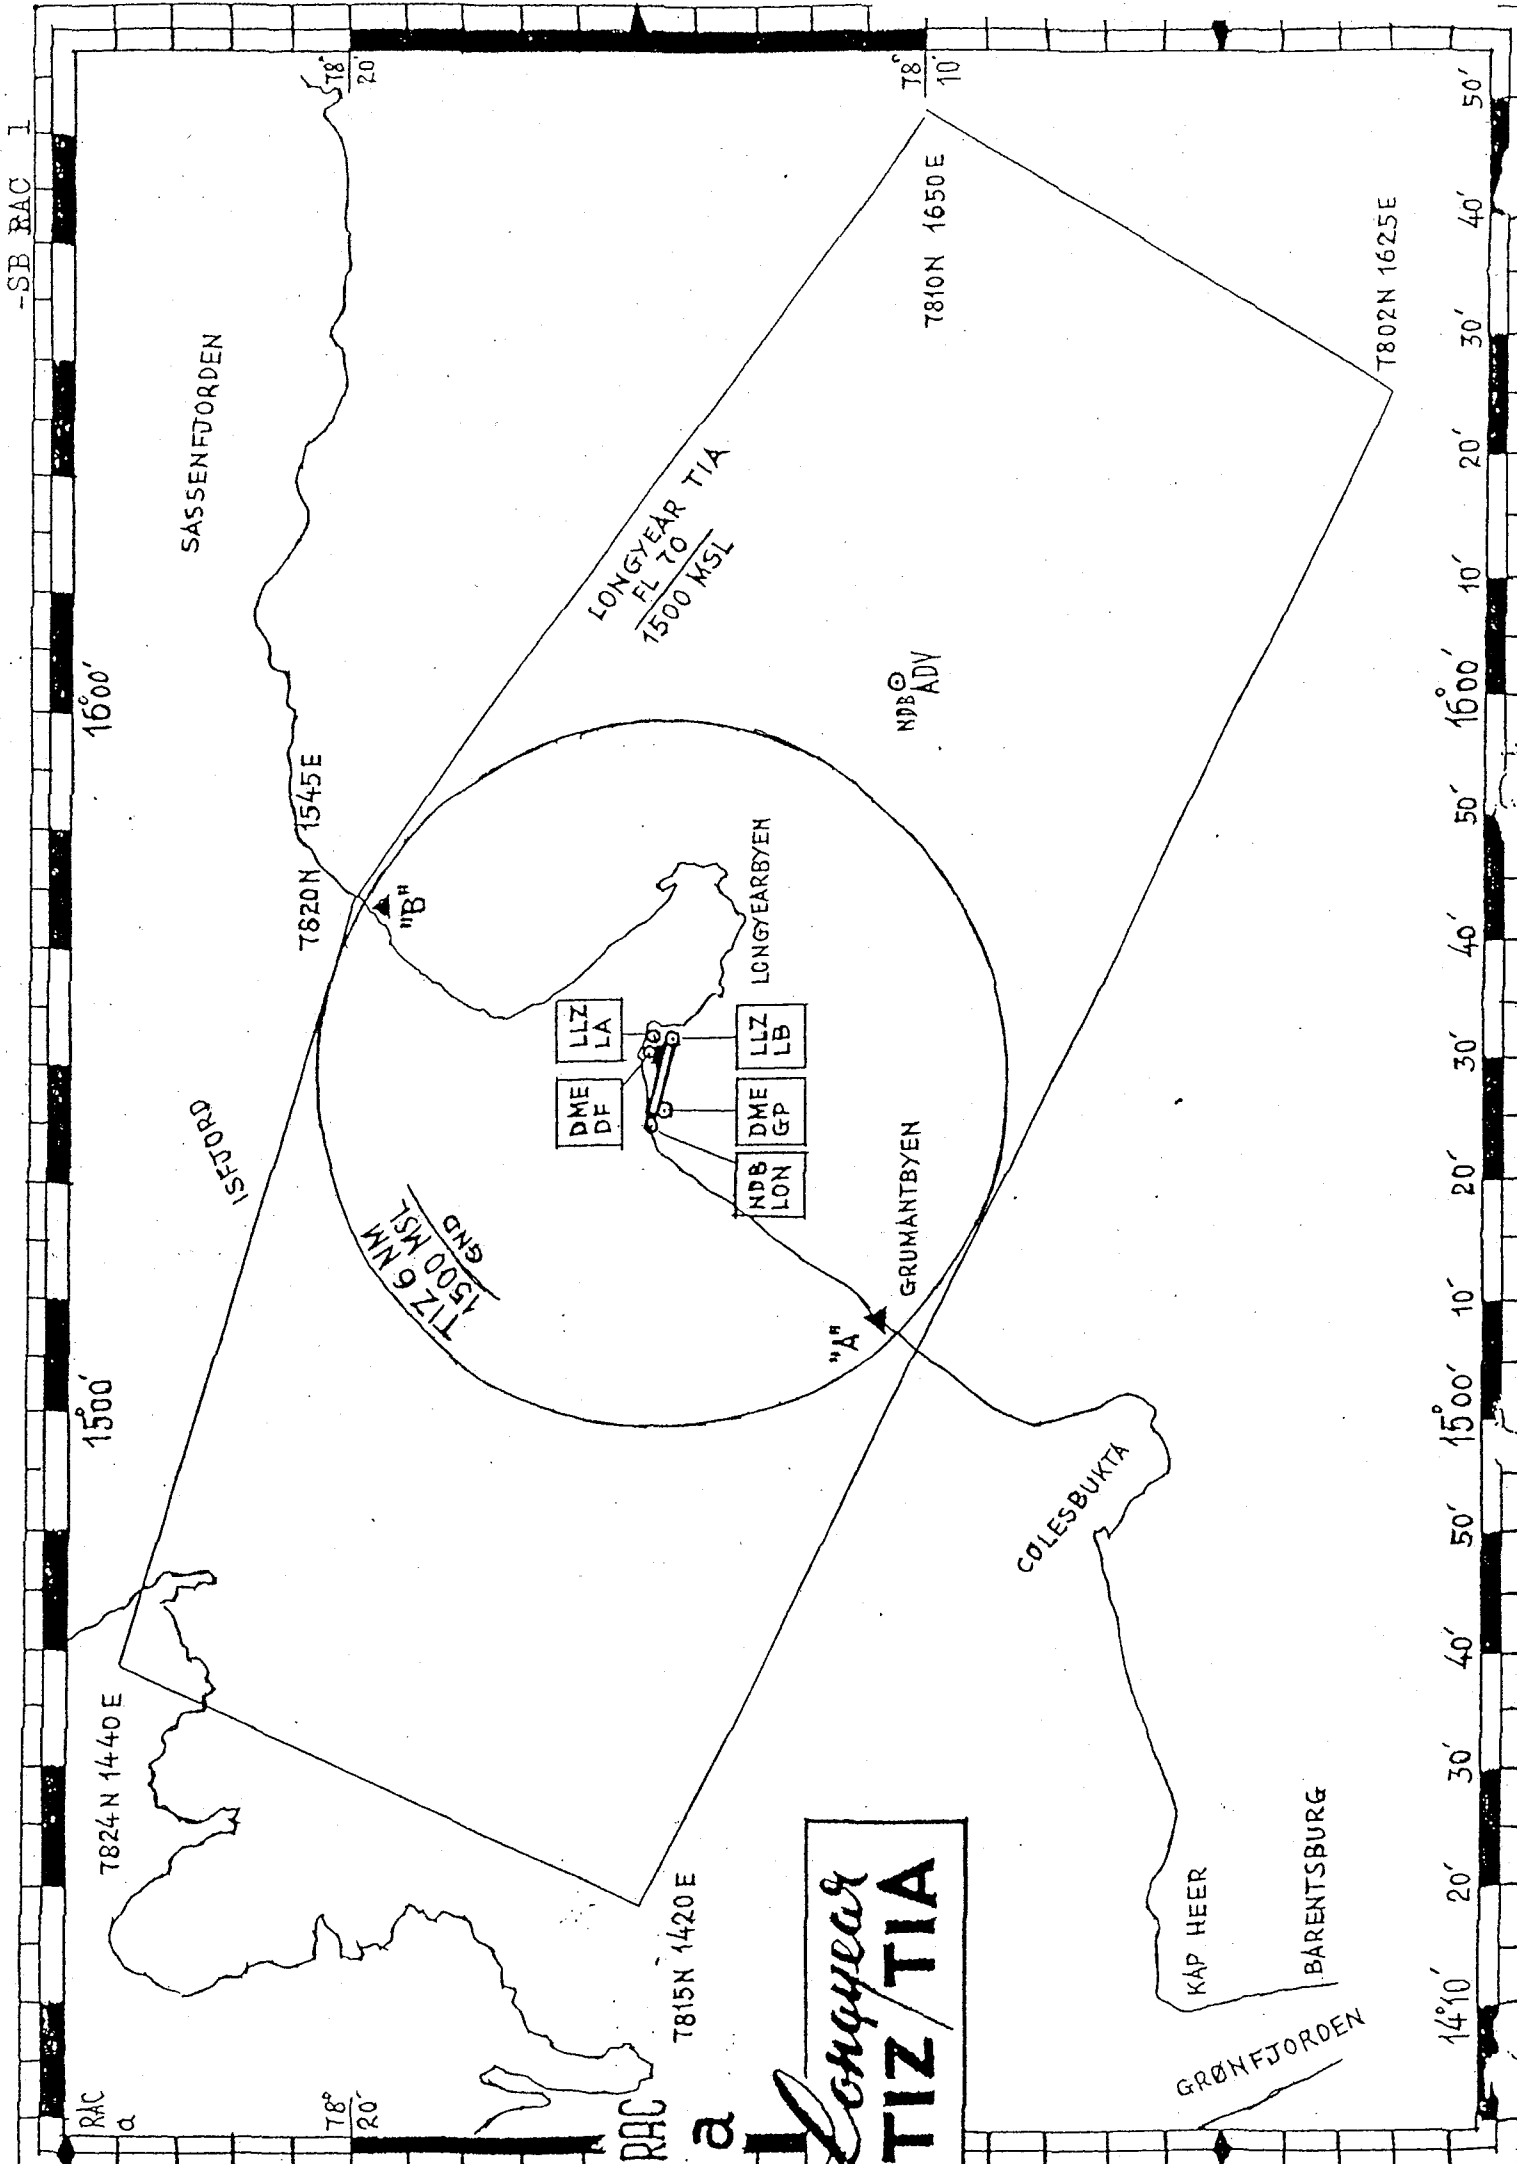 -SB RAC 1
RAC
a
78°
20'
15°00'
16°00'
78°
20'
78°
10'
7824N 1440E
ISFJORD
7820N 1545E
SASSENFJORDEN
"B"
TIZ 6 NM
1500 MSL
GND
LONGYEAR TIA
FL 70
1500 MSL
DME
DF
LLZ
LA
NDB
LON
DME
GP
LLZ
LB
LONGYEARBYEN
"A"
GRUMANTBYEN
NDB
ADV
7810N 1650E
7815N 1420E
RAC
a
Longyear
TIZ/TIA
COLESBUKTA
KAP HEER
BARENTSBURG
GRØNFJORDEN
7802N 1625E
14°10'
20'
30'
40'
50'
15°00'
10'
20'
30'
40'
50'
16°00'
10'
20'
30'
40'
50'